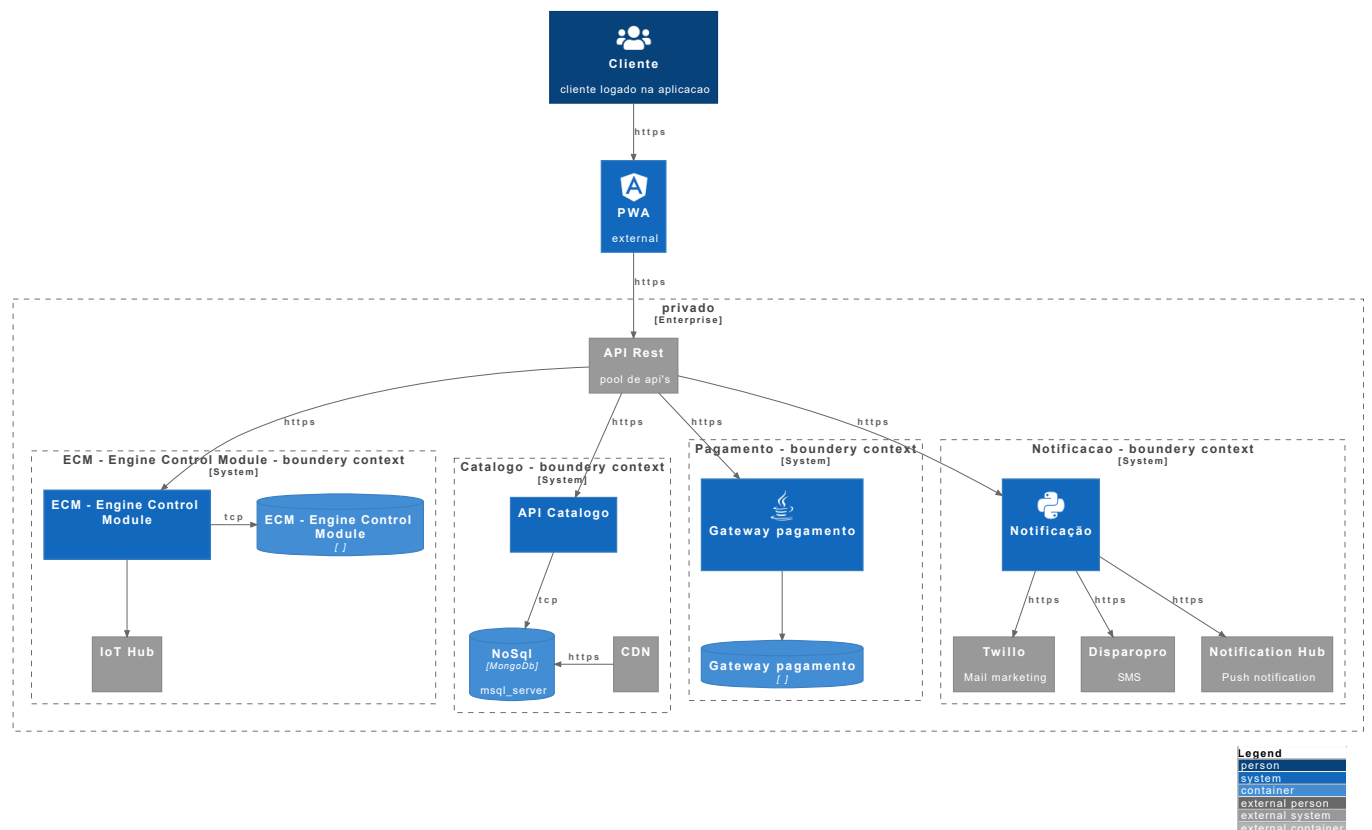 Cliente
cliente logado na aplicacao
https
PWA
external
https
privado
[Enterprise]
API Rest
pool de api's
https
https
https
https
ECM - Engine Control Module - boundery context
[System]
Catalogo - boundery context
[System]
Pagamento - boundery context
[System]
Notificacao - boundery context
[System]
ECM - Engine Control
Module
tcp
ECM - Engine Control
Module
[ ]
API Catalogo
Gateway pagamento
Notificação
tcp
https
https
https
IoT Hub
NoSql
[MongoDb]
msql_server
https
CDN
Gateway pagamento
[ ]
Twillo
Mail marketing
Disparopro
SMS
Notification Hub
Push notification
Legend
person
system
container
external person
external system
external container